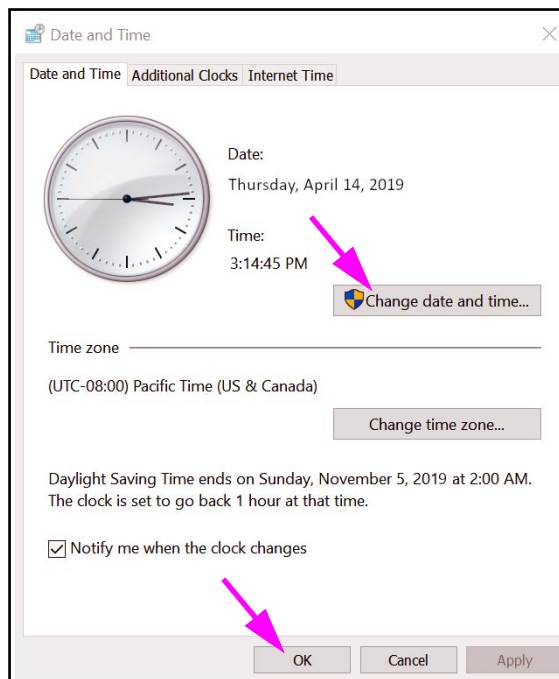 Date and Time
Date and Time Additional Clocks Internet Time
Date:
Thursday, April 14, 2019
Time:
3:14:45 PM
Change date and time...
Time zone
(UTC-08:00) Pacific Time (US & Canada)
Change time zone...
Daylight Saving Time ends on Sunday, November 5, 2019 at 2:00 AM.
The clock is set to go back 1 hour at that time.
Notify me when the clock changes
OK Cancel Apply